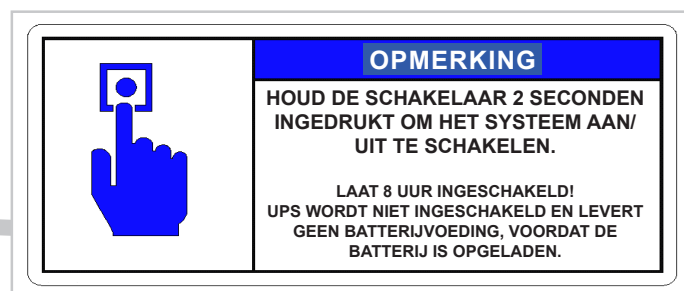 OPMERKING
HOUD DE SCHAKELAAR 2 SECONDEN
INGEDRUKT OM HET SYSTEEM AAN/
UIT TE SCHAKELEN.
LAAT 8 UUR INGESCHAKELD!
UPS WORDT NIET INGESCHAKELD EN LEVERT
GEEN BATTERIJVOEDING, VOORDAT DE
BATTERIJ IS OPGELADEN.